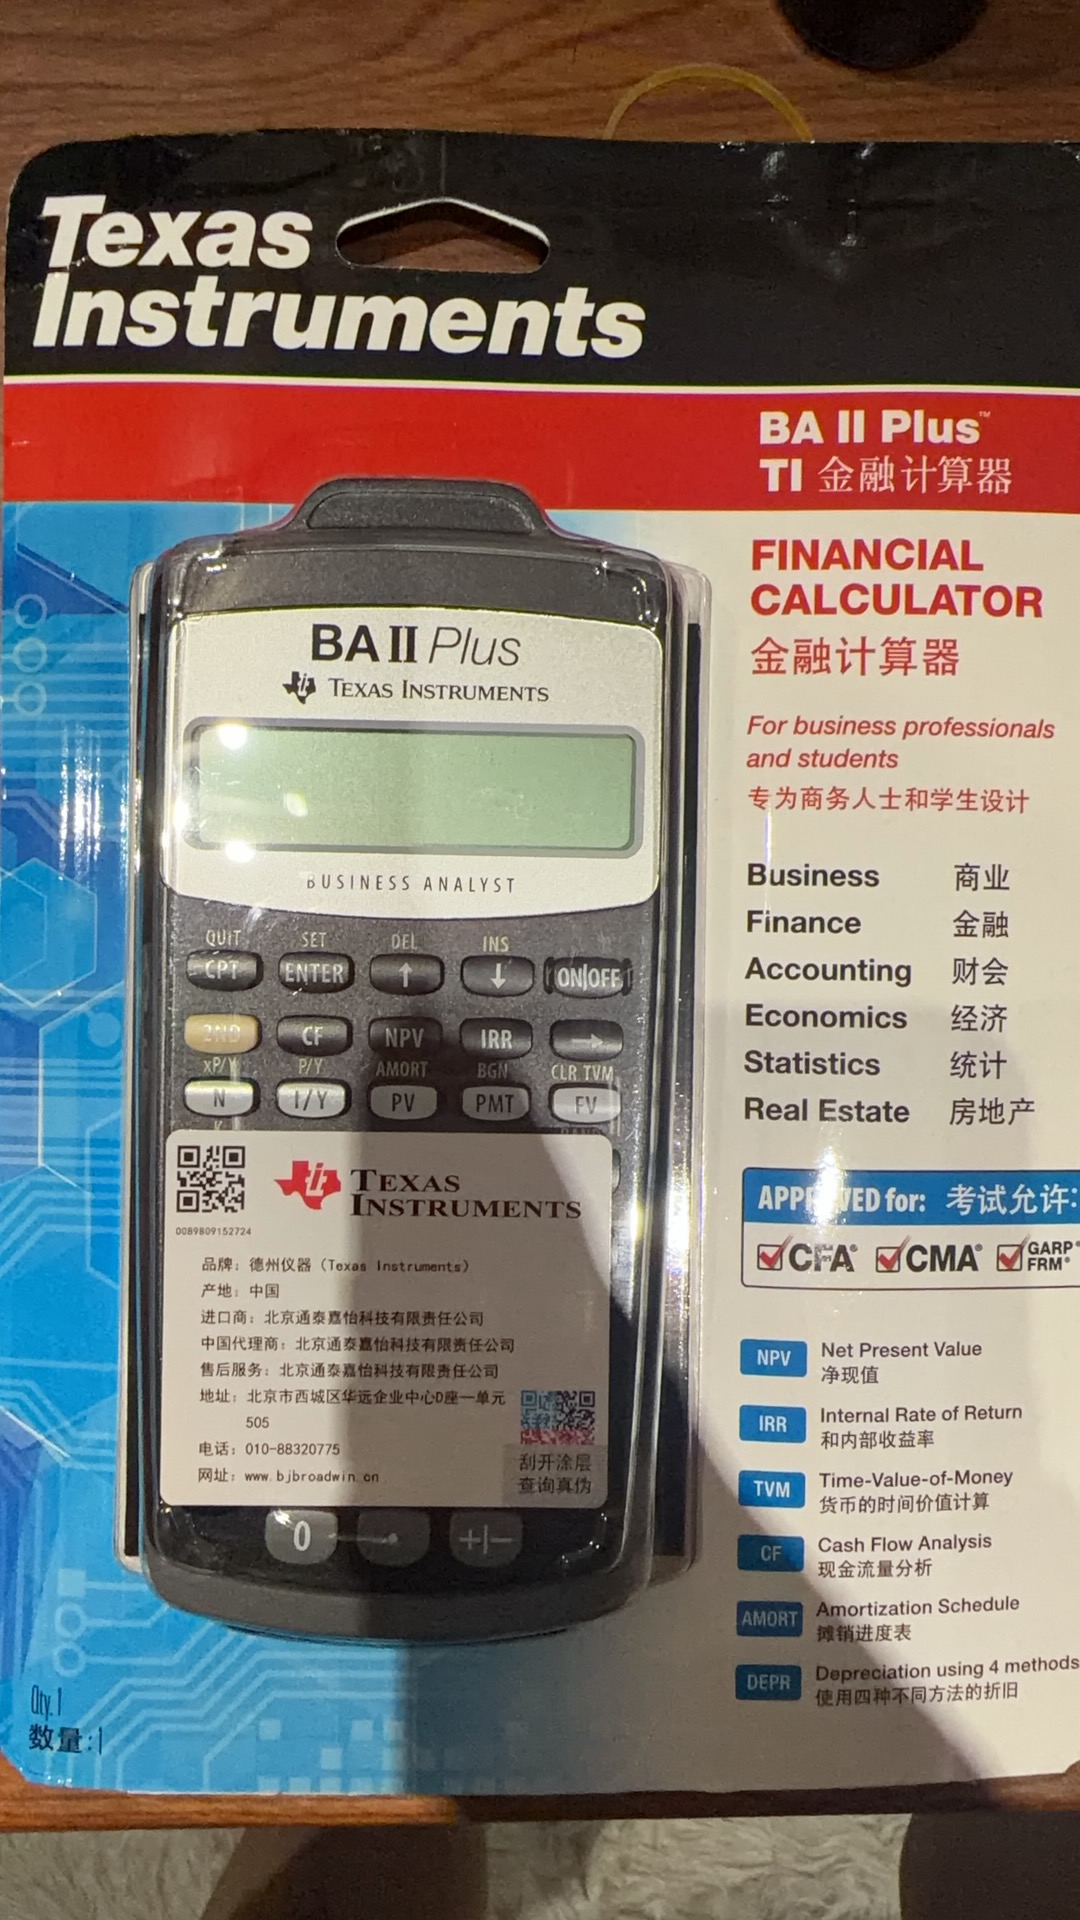 Texas
Instruments
BA II Plus™
TI 金融计算器
FINANCIAL
CALCULATOR
金融计算器
For business professionals
and students
专为商务人士和学生设计
Business 商业
Finance 金融
Accounting 财会
Economics 经济
Statistics 统计
Real Estate 房地产
APPROVED for: 考试允许:
CFA® CMA® GARP®
FRM®
NPV Net Present Value
净现值
IRR Internal Rate of Return
和内部收益率
TVM Time-Value-of-Money
货币的时间价值计算
CF Cash Flow Analysis
现金流量分析
AMORT Amortization Schedule
摊销进度表
DEPR Depreciation using 4 methods
使用四种不同方法的折旧
BA II Plus
TEXAS INSTRUMENTS
BUSINESS ANALYST
QUIT SET DEL INS
CPT ENTER ↑ ↓ ON|OFF
2ND CF NPV IRR →
xP/Y P/Y AMORT BGN CLR TVM
N I/Y PV PMT FV
K RAND
TEXAS
INSTRUMENTS
0089809152724
品牌：德州仪器（Texas Instruments）
产地：中国
进口商：北京通泰嘉怡科技有限责任公司
中国代理商：北京通泰嘉怡科技有限责任公司
售后服务：北京通泰嘉怡科技有限责任公司
地址：北京市西城区华远企业中心D座一单元
505
电话：010-88320775
网址：www.bjbroadwin.cn
刮开涂层
查询真伪
0 . +|−
Qty. 1
数量:1